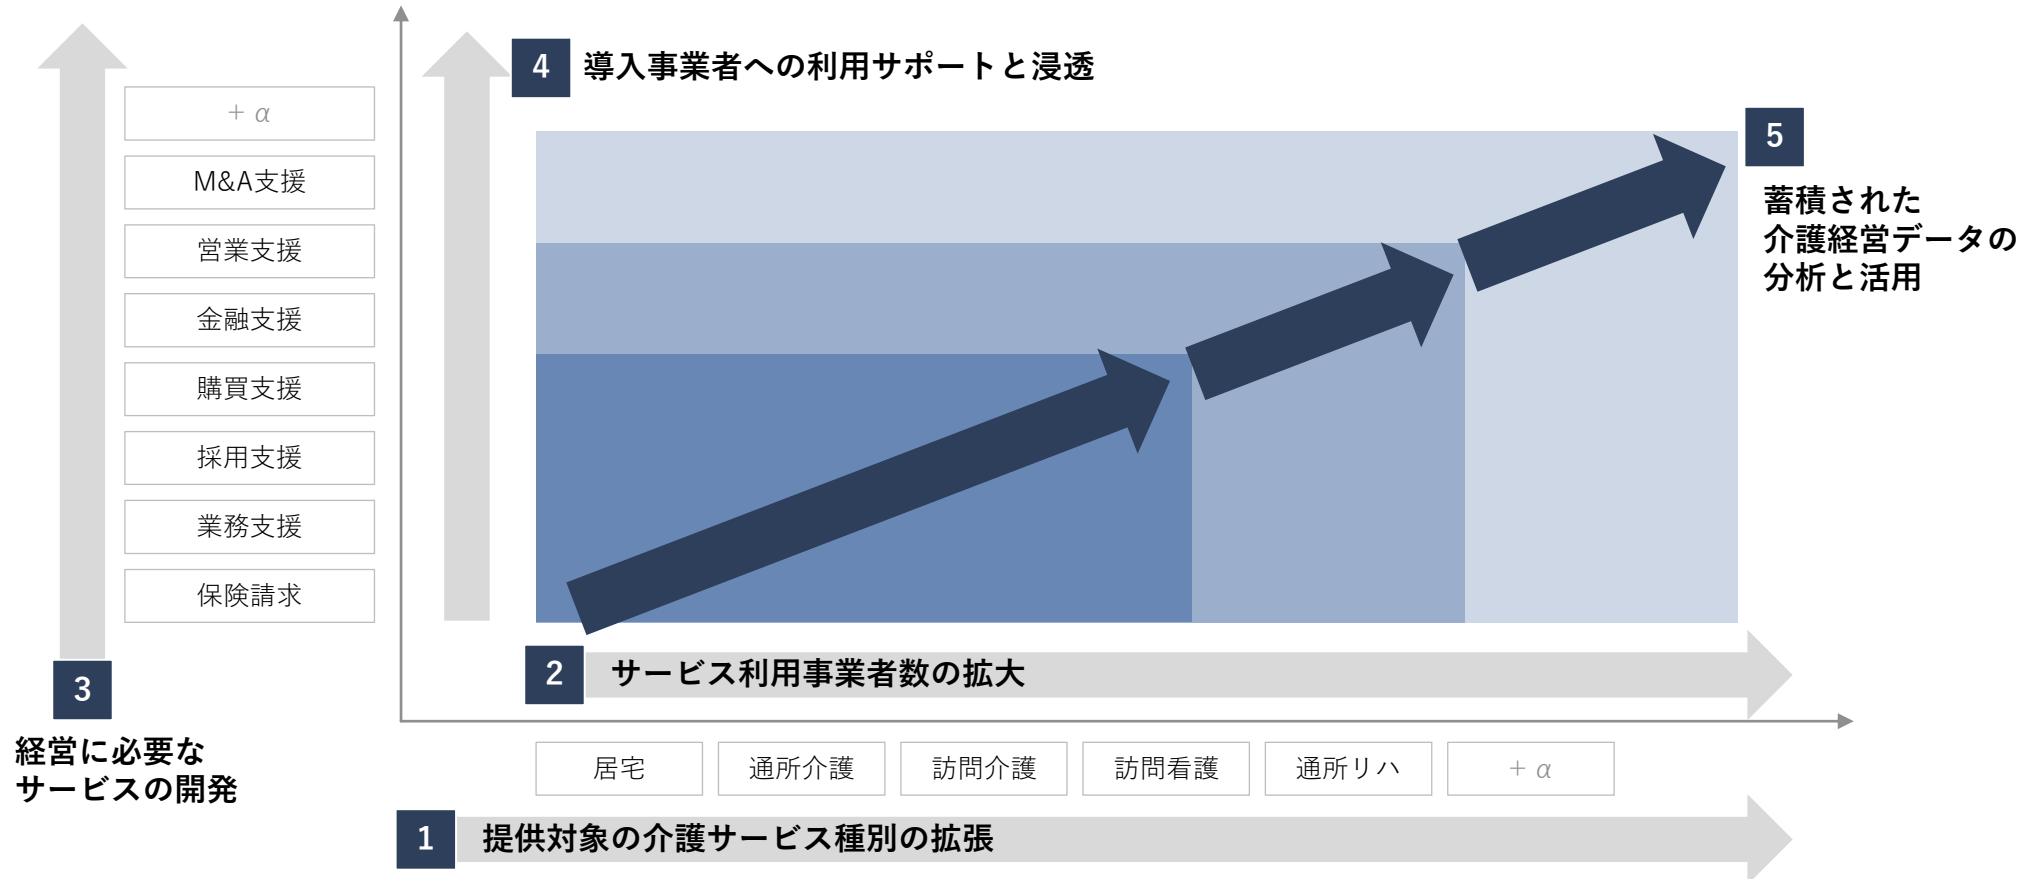 4 導入事業者への利用サポートと浸透
+ α
M&A支援
営業支援
金融支援
購買支援
採用支援
業務支援
保険請求
5
蓄積された
介護経営データの
分析と活用
3
経営に必要な
サービスの開発
2 サービス利用事業者数の拡大
居宅 通所介護 訪問介護 訪問看護 通所リハ + α
1 提供対象の介護サービス種別の拡張